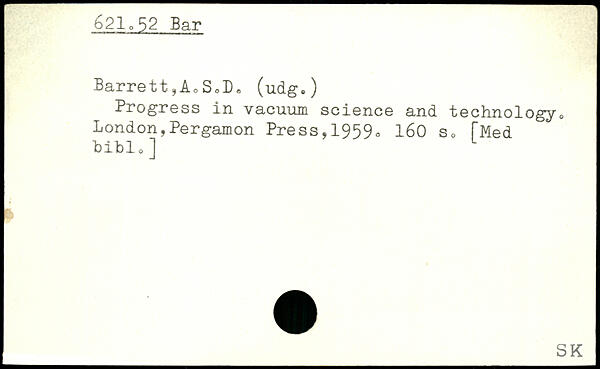 621.52 Bar
Barrett,A.S.D. (udg.)
Progress in vacuum science and technology.
London,Pergamon Press,1959. 160 s. [Med
bibl.]
SK